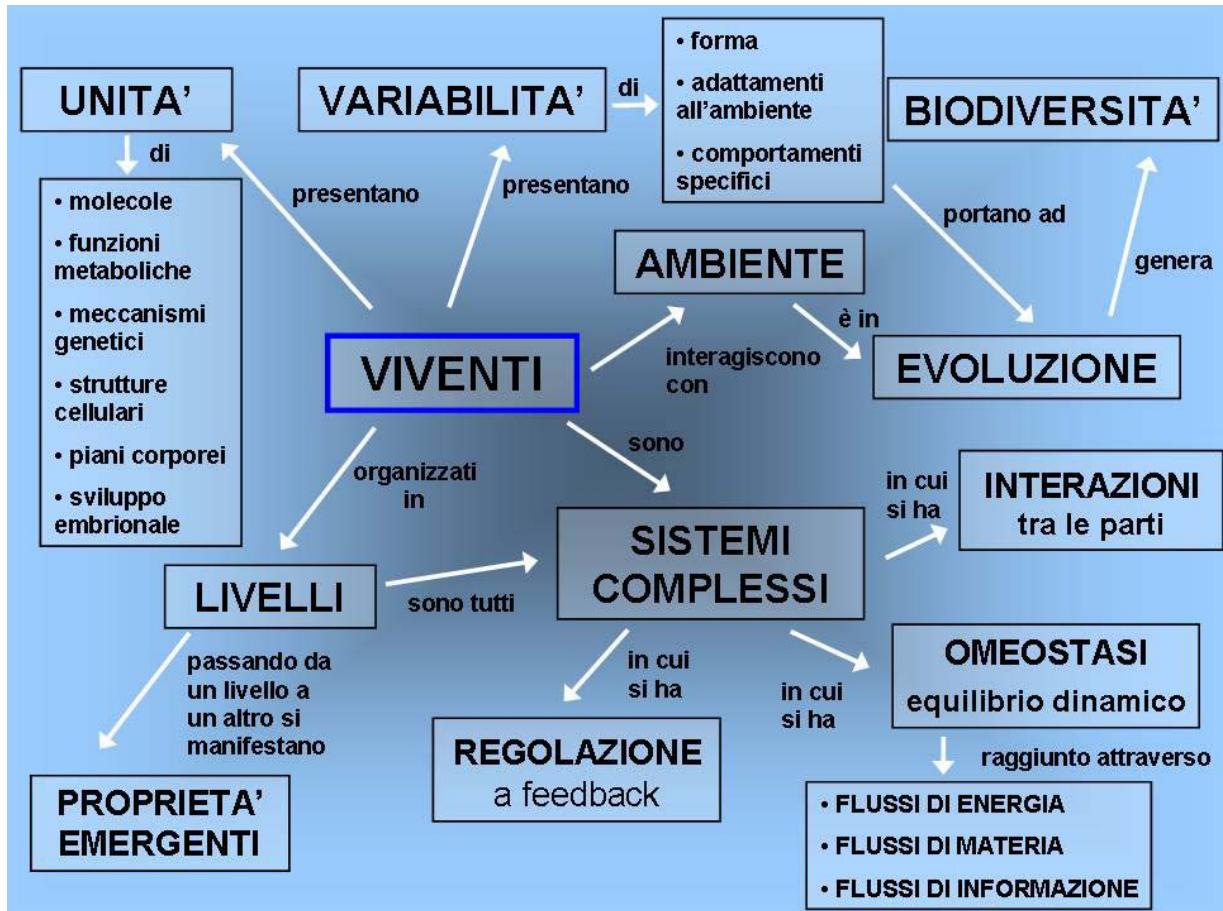 UNITA’
di
• molecole
• funzioni
metaboliche
• meccanismi
genetici
• strutture
cellulari
• piani corporei
• sviluppo
embrionale
presentano
VARIABILITA’
presentano
di
• forma
• adattamenti
all’ambiente
• comportamenti
specifici
portano ad
BIODIVERSITA’
genera
AMBIENTE
è in
EVOLUZIONE
VIVENTI
interagiscono
con
sono
organizzati
in
LIVELLI
sono tutti
SISTEMI
COMPLESSI
in cui
si ha
INTERAZIONI
tra le parti
passando da
un livello a
un altro si
manifestano
PROPRIETA’
EMERGENTI
in cui
si ha
REGOLAZIONE
a feedback
in cui
si ha
OMEOSTASI
equilibrio dinamico
raggiunto attraverso
• FLUSSI DI ENERGIA
• FLUSSI DI MATERIA
• FLUSSI DI INFORMAZIONE